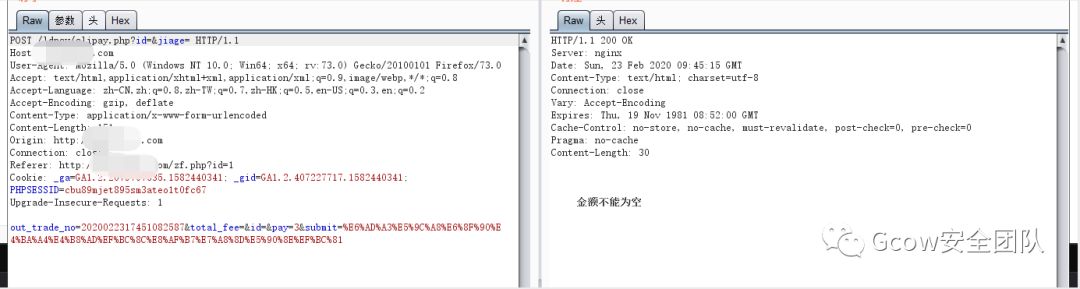 Raw 参数 头 Hex
POST /ldpay/alipay.php?id=&jiage= HTTP/1.1
Host .com
User-Agent: Mozilla/5.0 (Windows NT 10.0; Win64; x64; rv:73.0) Gecko/20100101 Firefox/73.0
Accept: text/html,application/xhtml+xml,application/xml;q=0.9,image/webp,*/*;q=0.8
Accept-Language: zh-CN,zh;q=0.8,zh-TW;q=0.7,zh-HK;q=0.5,en-US;q=0.3,en;q=0.2
Accept-Encoding: gzip, deflate
Content-Type: application/x-www-form-urlencoded
Content-Length:
Origin: http:/ .com
Connection: clos
Referer: http:/ com/zf.php?id=1
Cookie: _ga=GA1.2. .1582440341; _gid=GA1.2.407227717.1582440341;
PHPSESSID=cbu89mjet895sm3ateo1t0fc67
Upgrade-Insecure-Requests: 1
out_trade_no=2020022317451082587&total_fee=&id=&pay=3&submit=%E6%AD%A3%E5%9C%A8%E6%8F%90%E
4%BA%A4%E4%B8%AD%EF%BC%8C%E8%AF%B7%E7%A8%8D%E5%90%8E%EF%BC%81
Raw 头 Hex
HTTP/1.1 200 OK
Server: nginx
Date: Sun, 23 Feb 2020 09:45:15 GMT
Content-Type: text/html; charset=utf-8
Connection: close
Vary: Accept-Encoding
Expires: Thu, 19 Nov 1981 08:52:00 GMT
Cache-Control: no-store, no-cache, must-revalidate, post-check=0, pre-check=0
Pragma: no-cache
Content-Length: 30
金额不能为空
Gcow安全团队